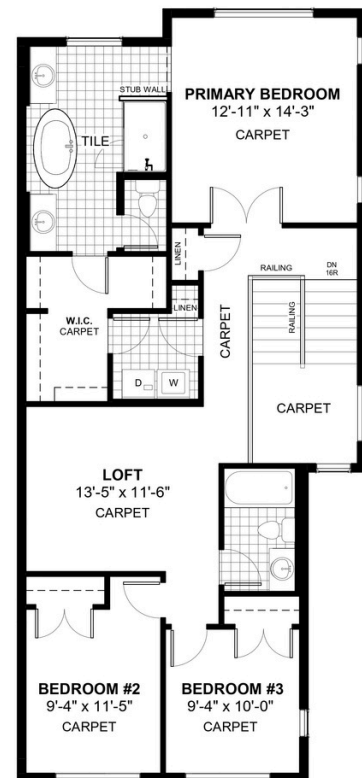 STUB WALL
PRIMARY BEDROOM
12'-11" x 14'-3"
CARPET
TILE
LINEN
DN
16R
RAILING
LINEN
RAILING
W.I.C.
CARPET
CARPET
D
W
CARPET
LOFT
13'-5" x 11'-6"
CARPET
BEDROOM #2
9'-4" x 11'-5"
CARPET
BEDROOM #3
9'-4" x 10'-0"
CARPET